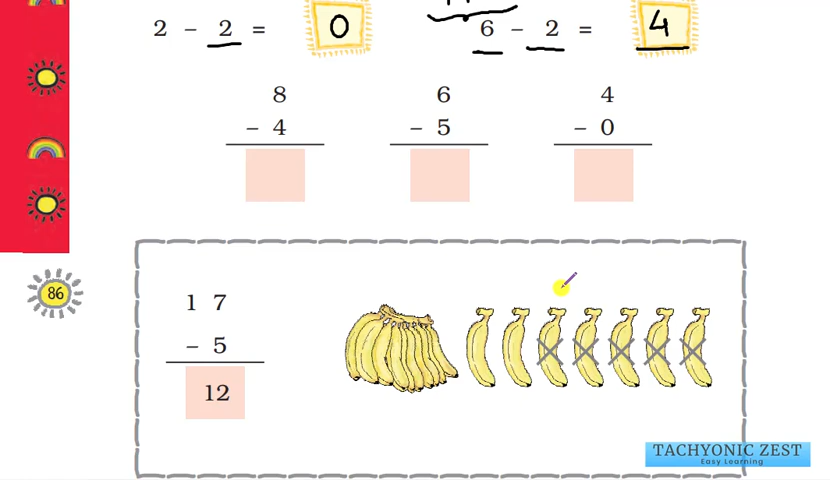 2 – 2 = 0 6 – 2 = 4
8 6 4
– 4 – 5 – 0
86
1 7
– 5
12
TACHYONIC ZEST
Easy Learning